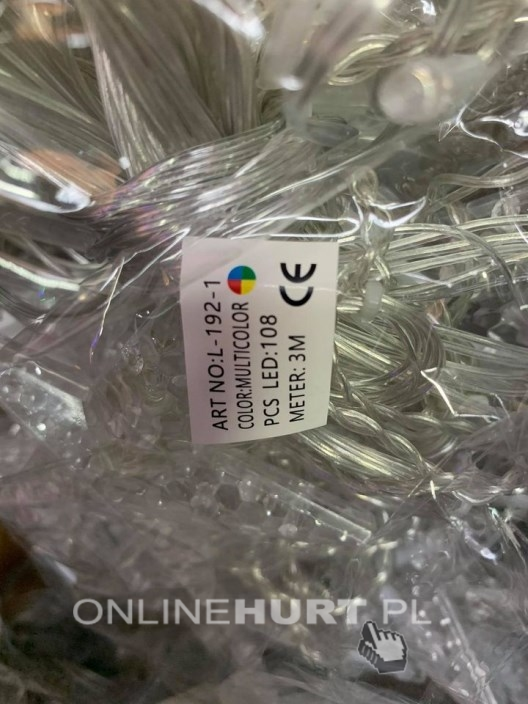 ART NO:L-192-1
COLOR:MULTICOLOR
PCS LED:108
METER: 3M
CE
ONLINEHURT.PL